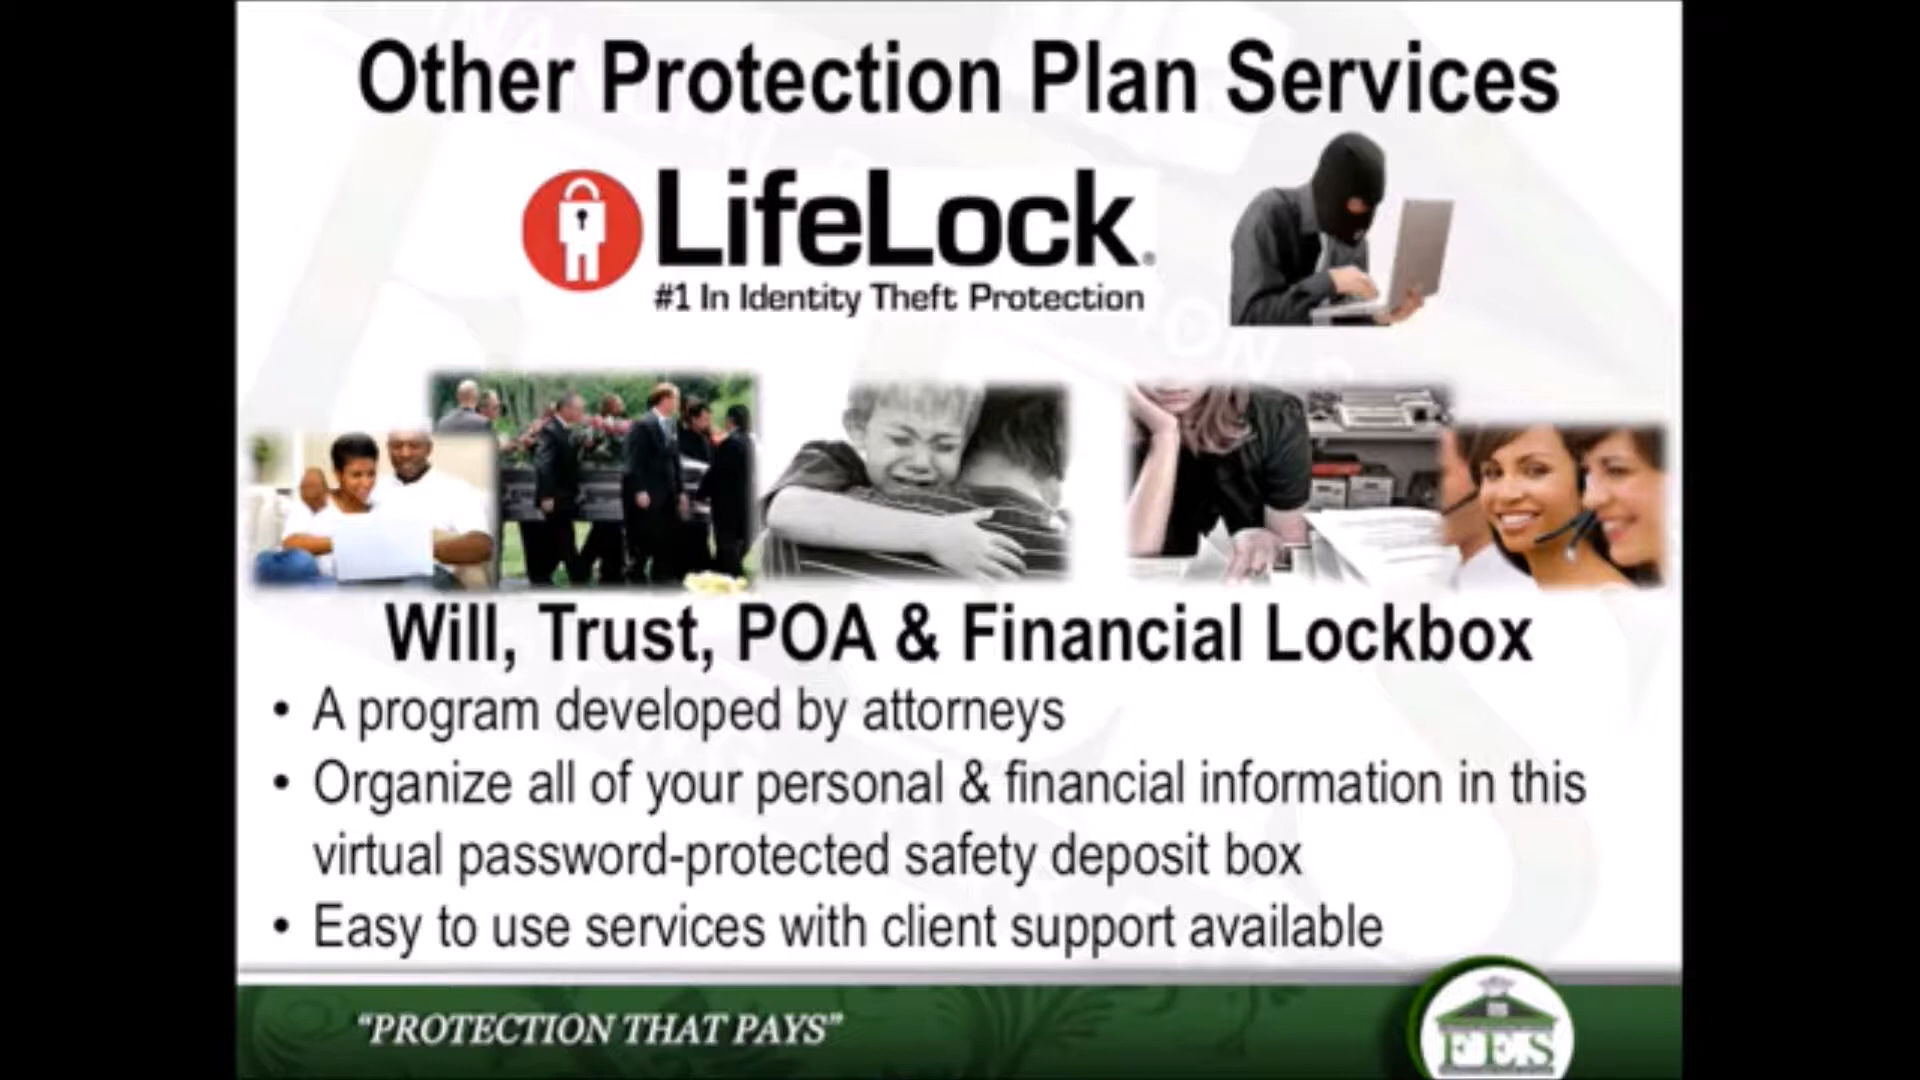 Other Protection Plan Services
LifeLock®
#1 In Identity Theft Protection
Will, Trust, POA & Financial Lockbox
• A program developed by attorneys
• Organize all of your personal & financial information in this
virtual password-protected safety deposit box
• Easy to use services with client support available
“PROTECTION THAT PAYS”
FES